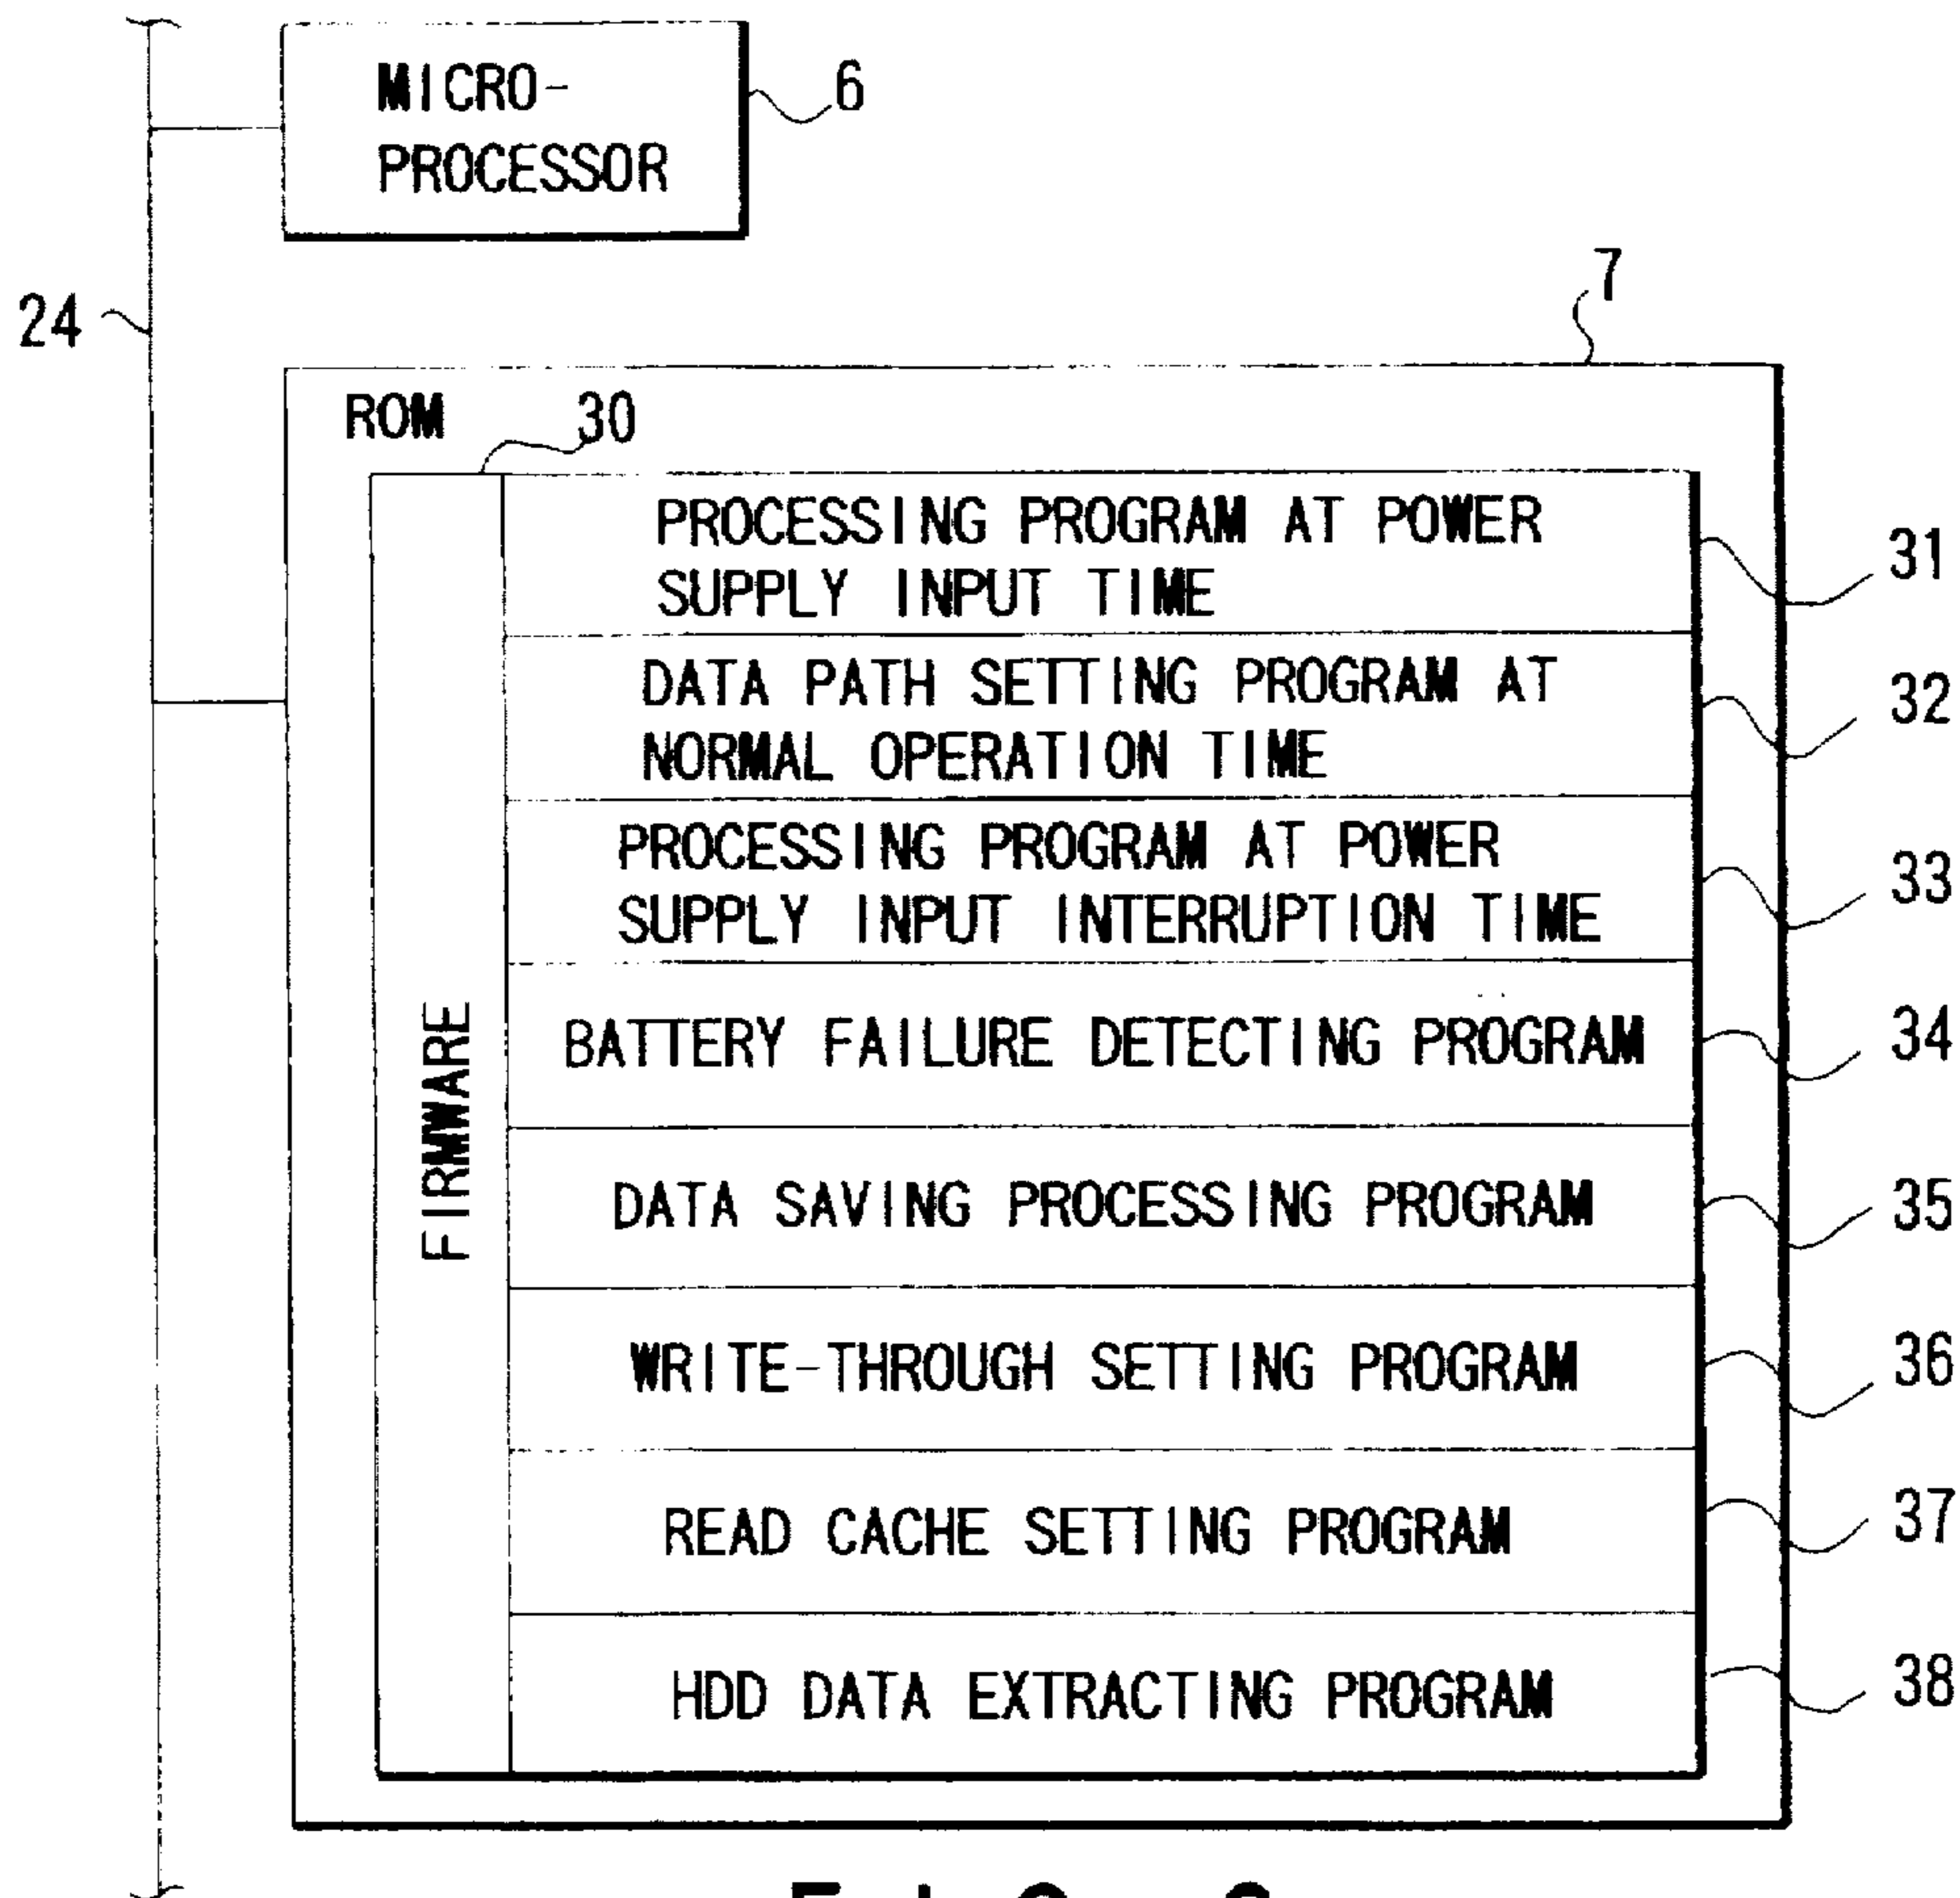 MICRO-
PROCESSOR
6
24
7
ROM
30
FIRMWARE
PROCESSING PROGRAM AT POWER
SUPPLY INPUT TIME
31
DATA PATH SETTING PROGRAM AT
NORMAL OPERATION TIME
32
PROCESSING PROGRAM AT POWER
SUPPLY INPUT INTERRUPTION TIME
33
BATTERY FAILURE DETECTING PROGRAM
34
DATA SAVING PROCESSING PROGRAM
35
WRITE-THROUGH SETTING PROGRAM
36
READ CACHE SETTING PROGRAM
37
HDD DATA EXTRACTING PROGRAM
38